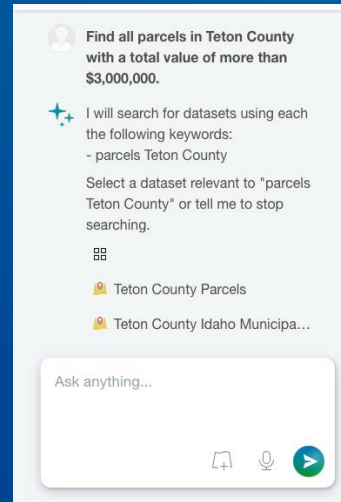 Find all parcels in Teton County
with a total value of more than
$3,000,000.
I will search for datasets using each
the following keywords:
- parcels Teton County
Select a dataset relevant to "parcels
Teton County" or tell me to stop
searching.
Teton County Parcels
Teton County Idaho Municipa...
Ask anything...